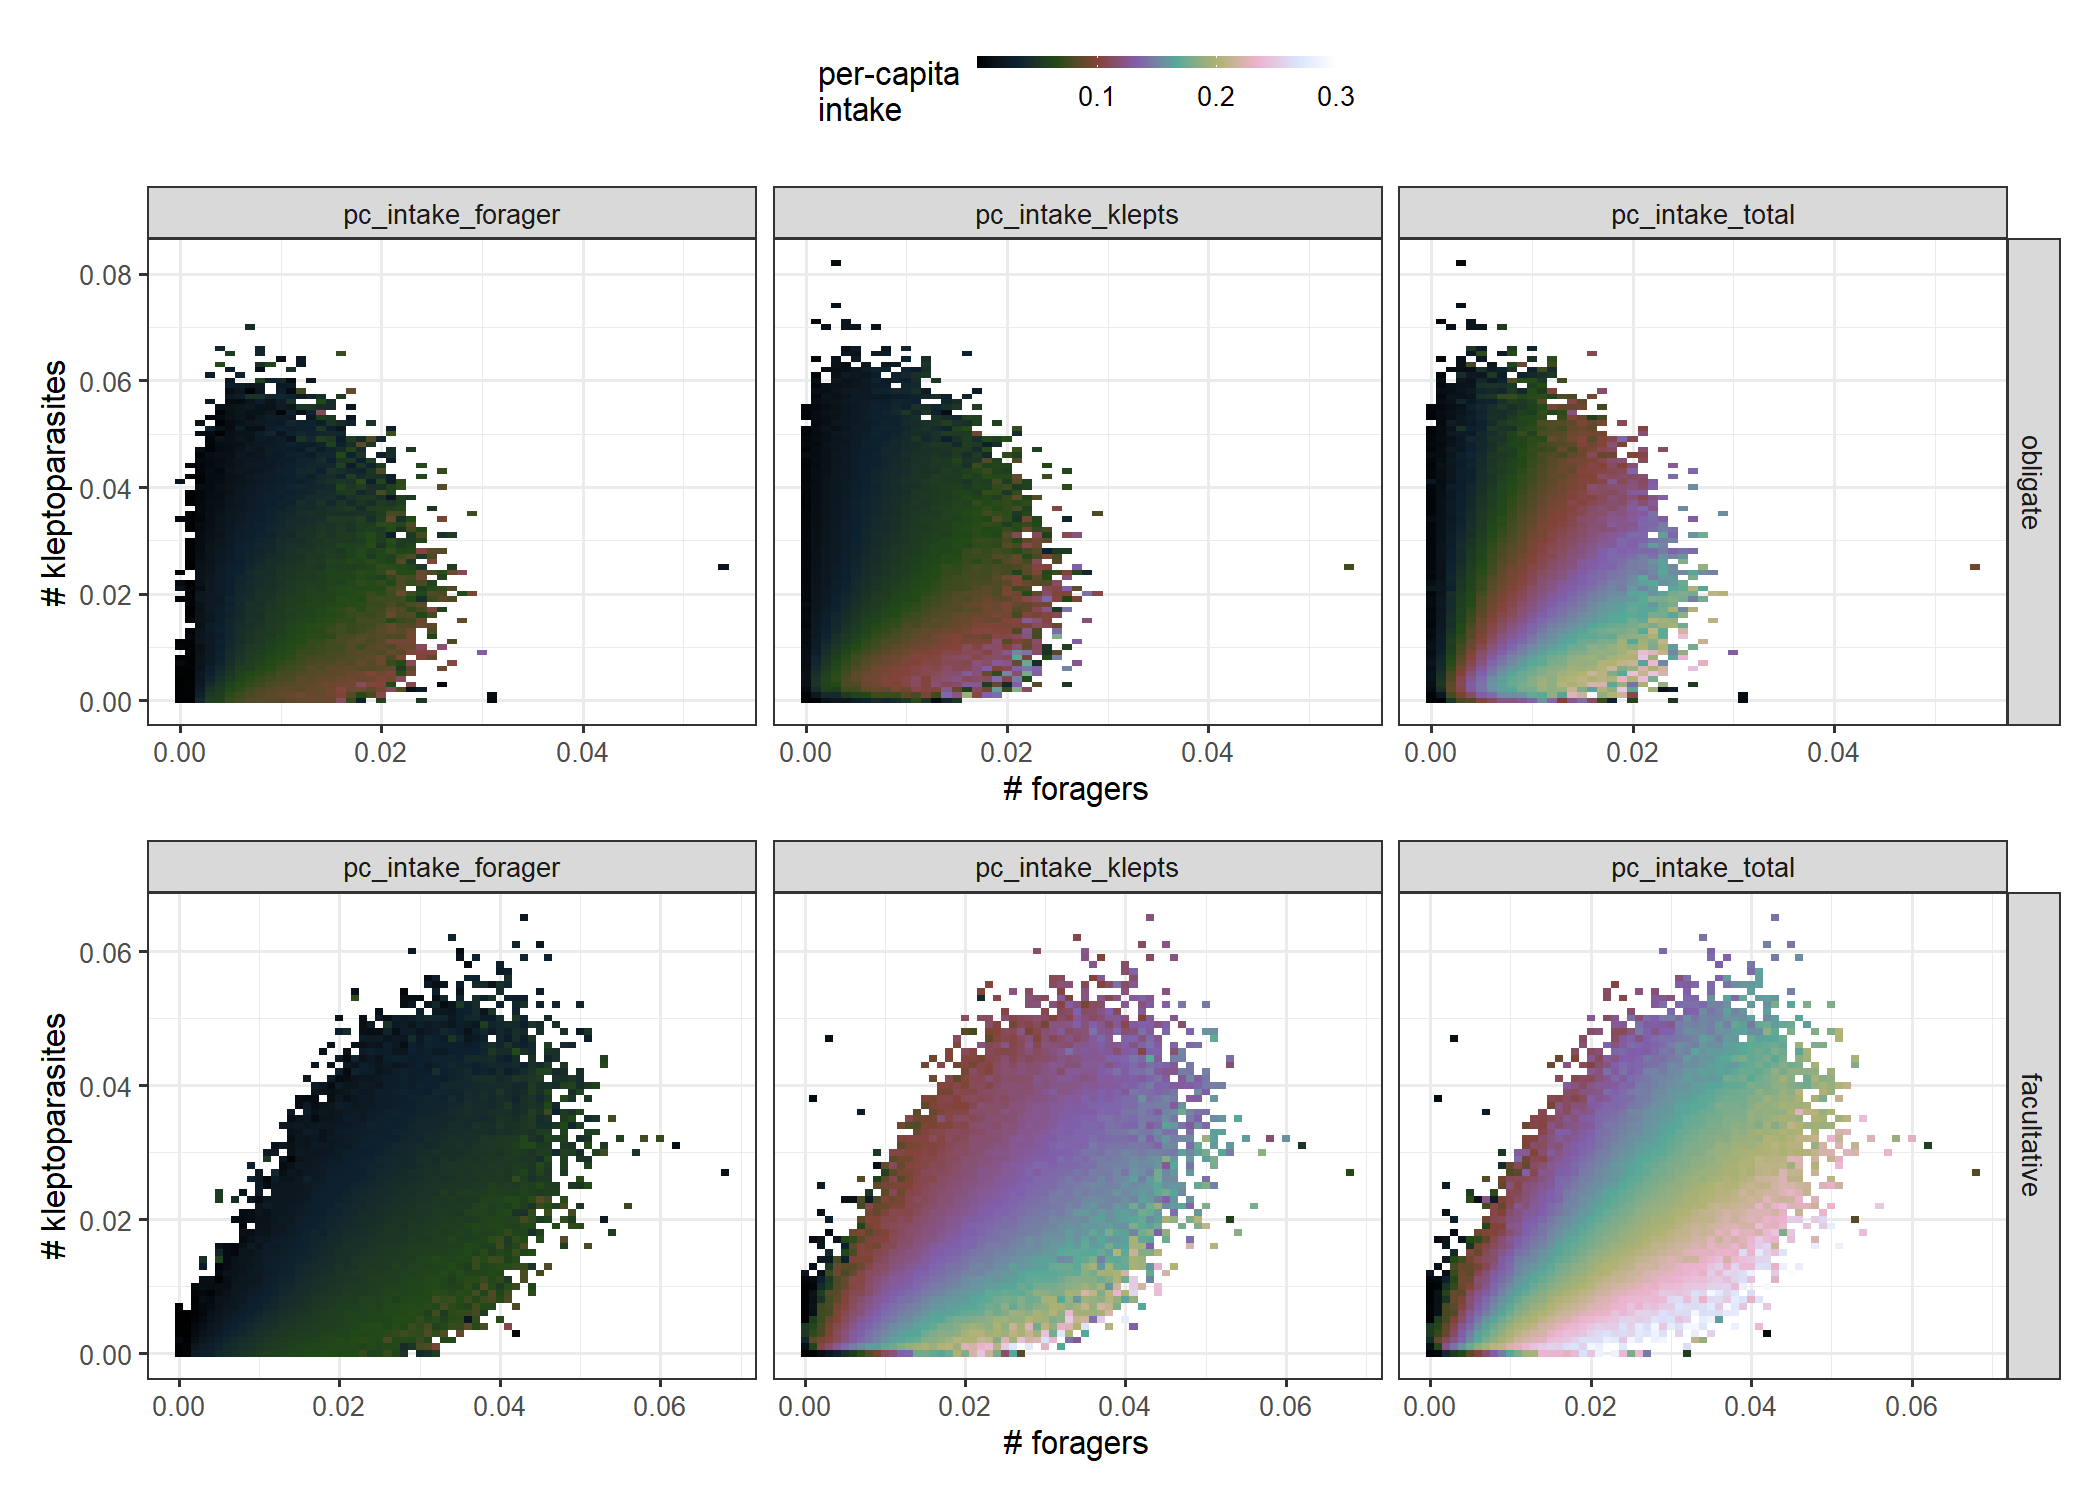 per-capita
intake
0.1 0.2 0.3
pc_intake_forager pc_intake_klepts pc_intake_total
# kleptoparasites
0.08
0.06
0.04
0.02
0.00
obligate
0.00 0.02 0.04 0.00 0.02 0.04 0.00 0.02 0.04
# foragers
pc_intake_forager pc_intake_klepts pc_intake_total
# kleptoparasites
0.06
0.04
0.02
0.00
facultative
0.00 0.02 0.04 0.06 0.00 0.02 0.04 0.06 0.00 0.02 0.04 0.06
# foragers